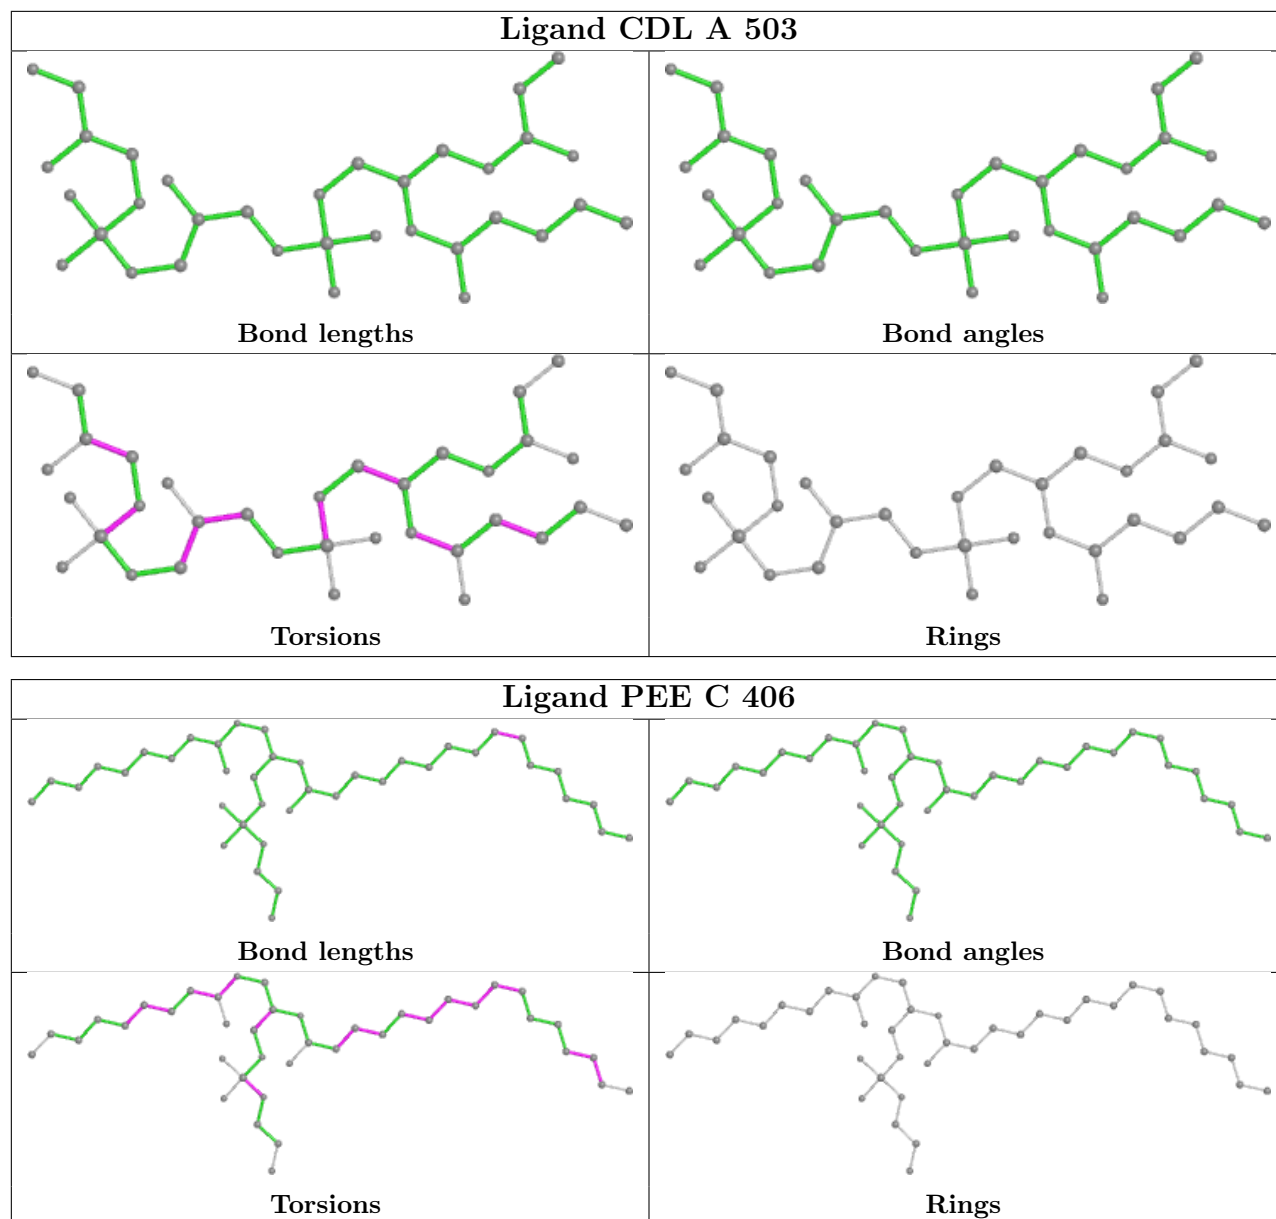 Ligand CDL A 503
Bond lengths
Bond angles
Torsions
Rings
Ligand PEE C 406
Bond lengths
Bond angles
Torsions
Rings